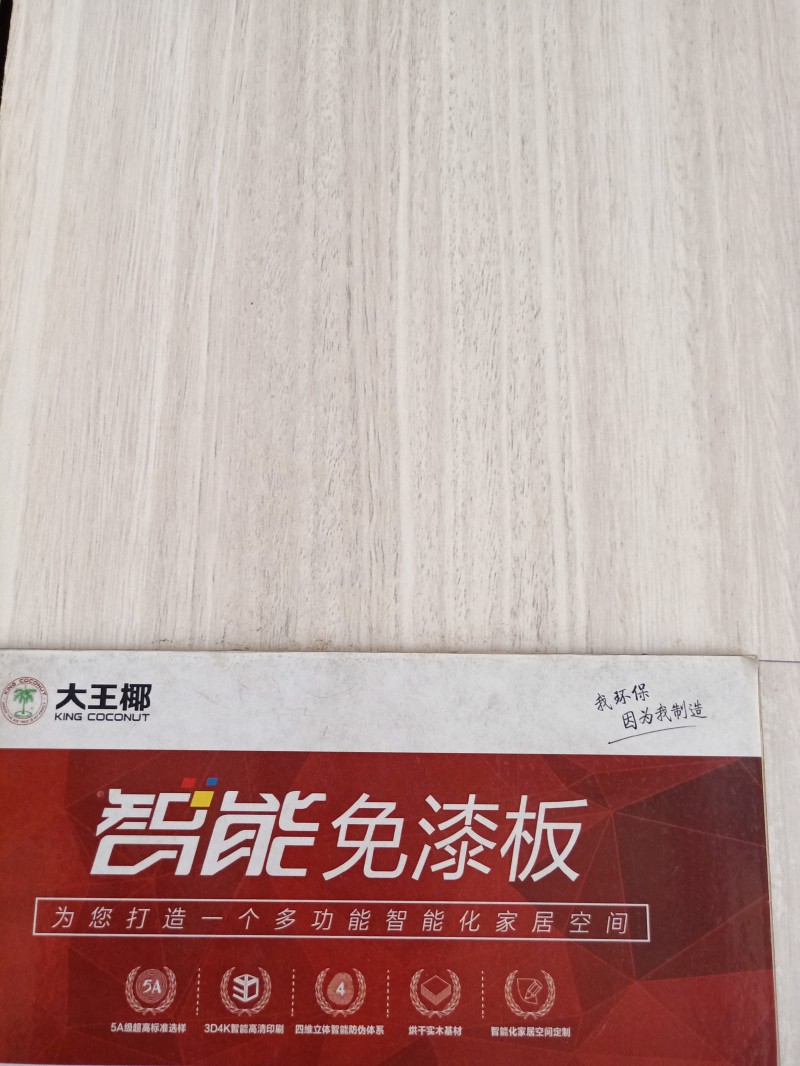 大王椰
KING COCONUT
KING COCONUT
我环保
因为我制造
智能免漆板
为您打造一个多功能智能化家居空间
5A
4
5A级超高标准选样
3D4K智能高清印刷
四维立体智能防伪体系
烘干实木基材
智能化家居空间定制